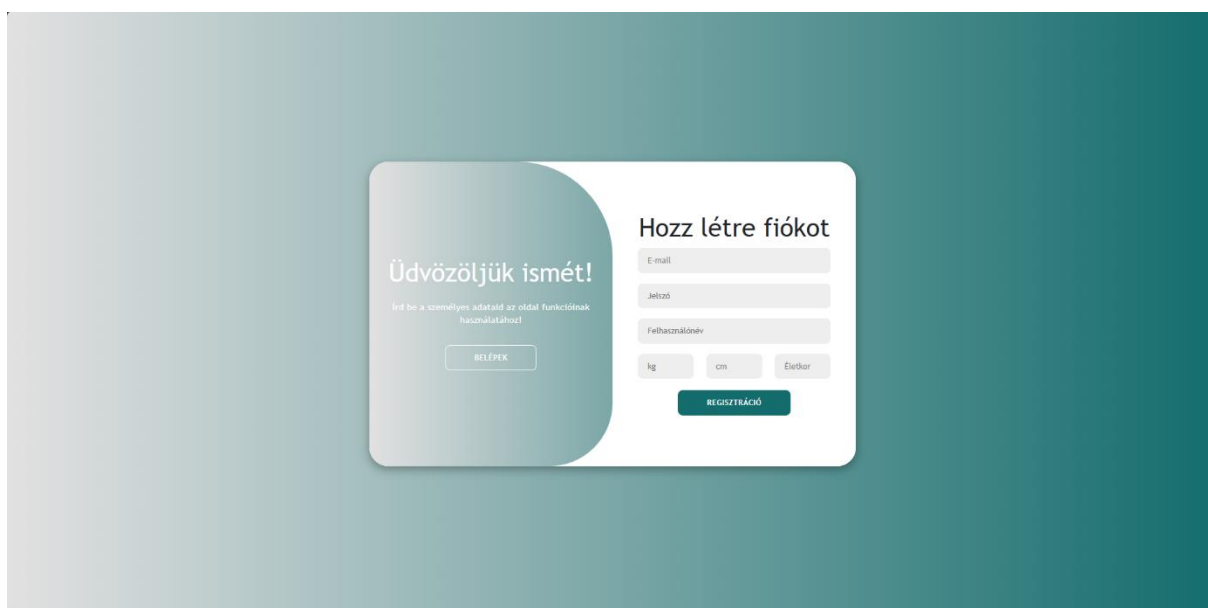 Üdvözöljük ismét!
Írd be a személyes adataid az oldal funkcióinak
használatához!
BELÉPEK
Hozz létre fiókot
E-mail
Jelszó
Felhasználónév
kg cm Életkor
REGISZTRÁCIÓ